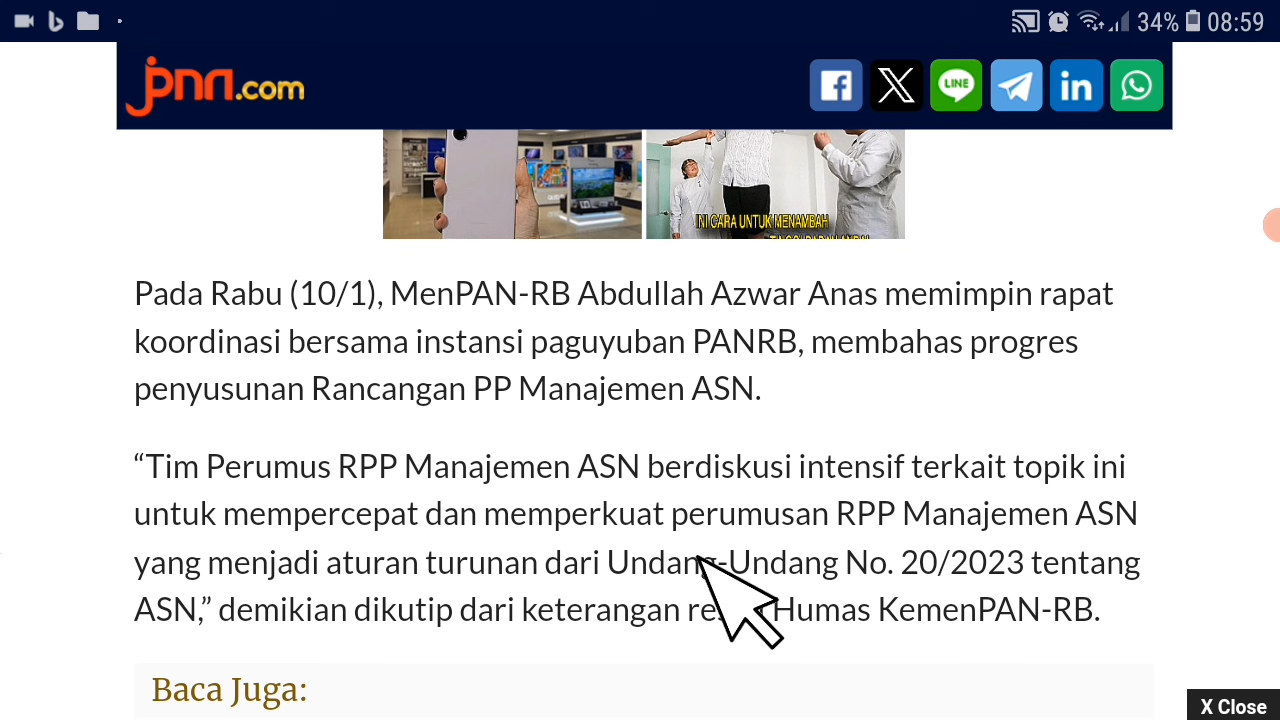 34% 08:59
jpnn.com
LINE
in
INI CARA UNTUK MENAMBAH
Pada Rabu (10/1), MenPAN-RB Abdullah Azwar Anas memimpin rapat
koordinasi bersama instansi paguyuban PANRB, membahas progres
penyusunan Rancangan PP Manajemen ASN.
“Tim Perumus RPP Manajemen ASN berdiskusi intensif terkait topik ini
untuk mempercepat dan memperkuat perumusan RPP Manajemen ASN
yang menjadi aturan turunan dari Undang-Undang No. 20/2023 tentang
ASN,” demikian dikutip dari keterangan Humas KemenPAN-RB.
Baca Juga:
X Close